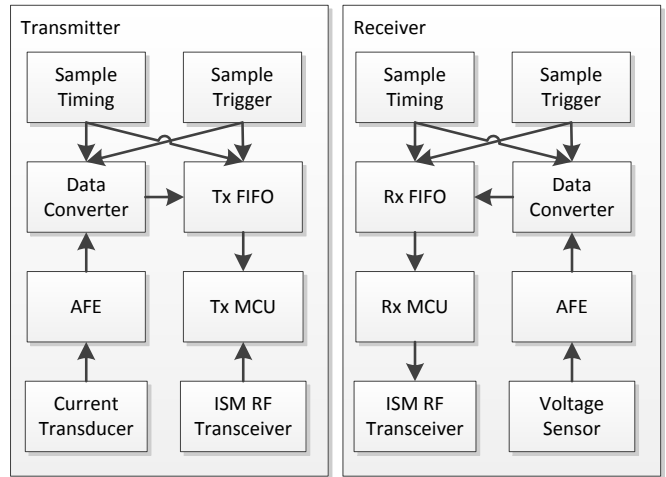 Transmitter
Sample
Timing
Sample
Trigger
Data
Converter
Tx FIFO
AFE
Tx MCU
Current
Transducer
ISM RF
Transceiver
Receiver
Sample
Timing
Sample
Trigger
Rx FIFO
Data
Converter
Rx MCU
AFE
ISM RF
Transceiver
Voltage
Sensor